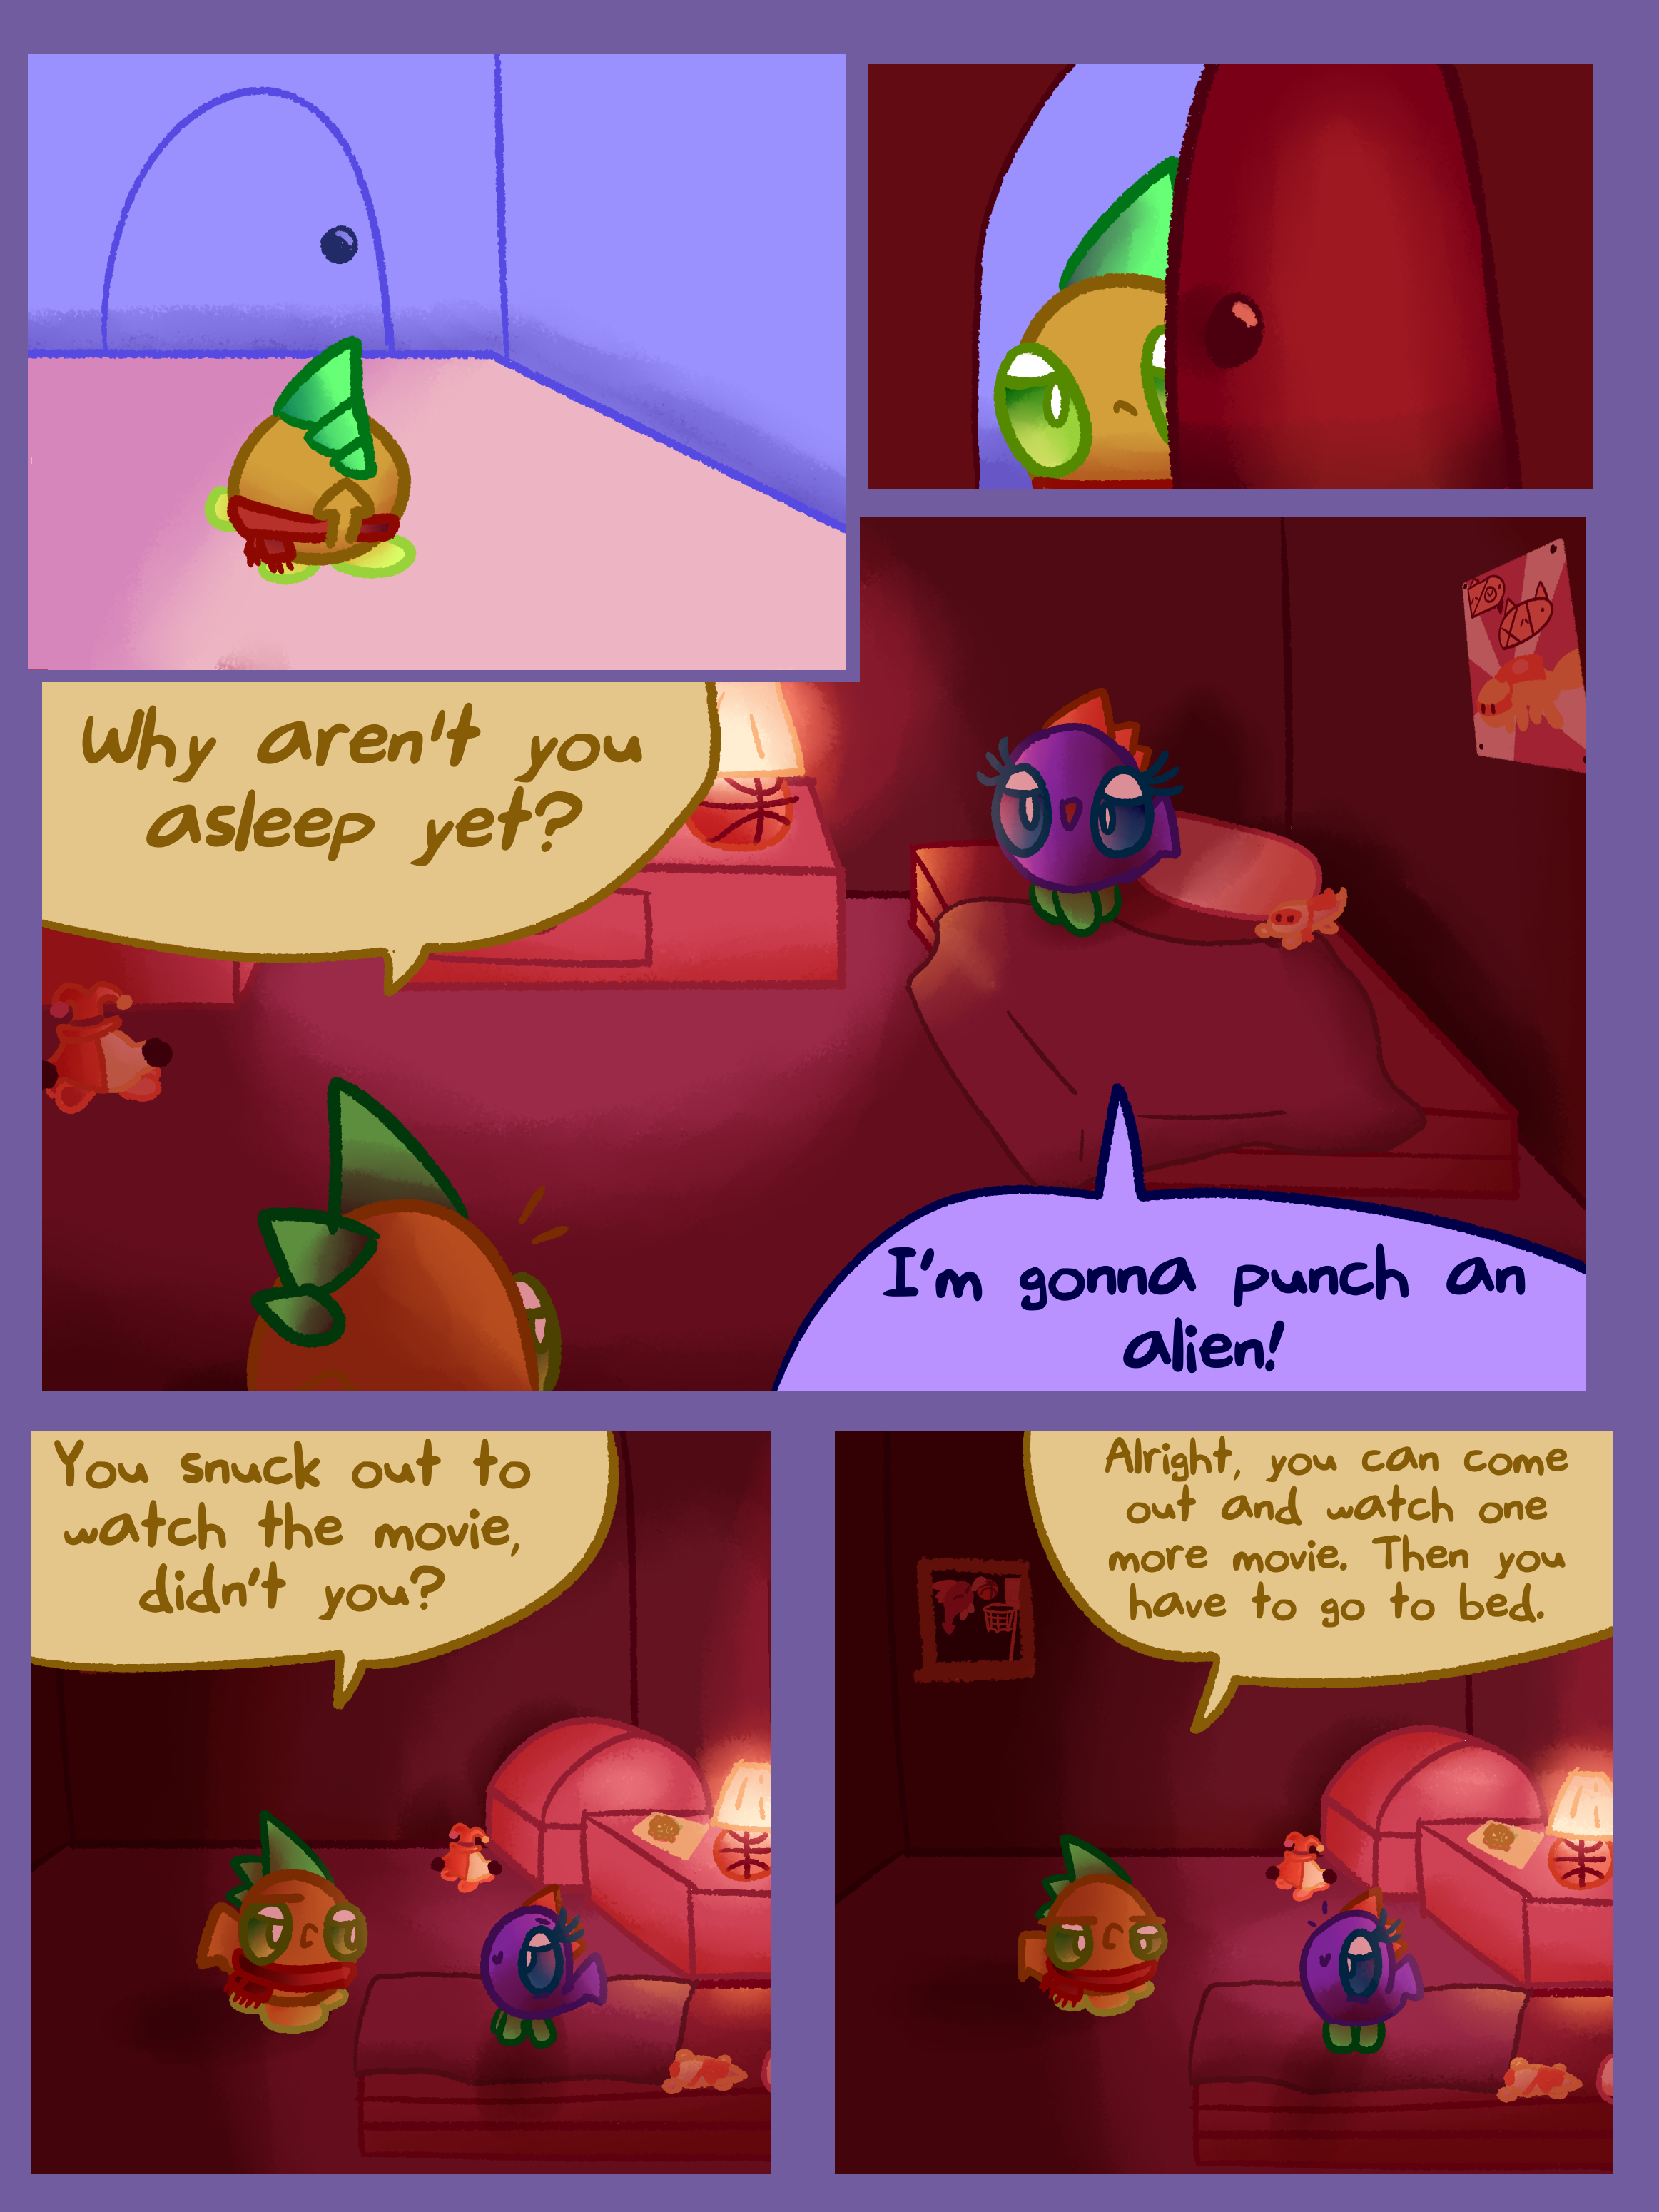 Why aren't you
asleep yet?
I'm gonna punch an
alien!
You snuck out to
watch the movie,
didn't you?
Alright, you can come
out and watch one
more movie. Then you
have to go to bed.